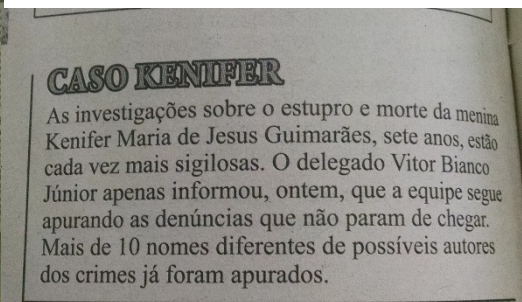 CASO KENIFER
As investigações sobre o estupro e morte da menina
Kenifer Maria de Jesus Guimarães, sete anos, estão
cada vez mais sigilosas. O delegado Vitor Bianco
Júnior apenas informou, ontem, que a equipe segue
apurando as denúncias que não param de chegar.
Mais de 10 nomes diferentes de possíveis autores
dos crimes já foram apurados.